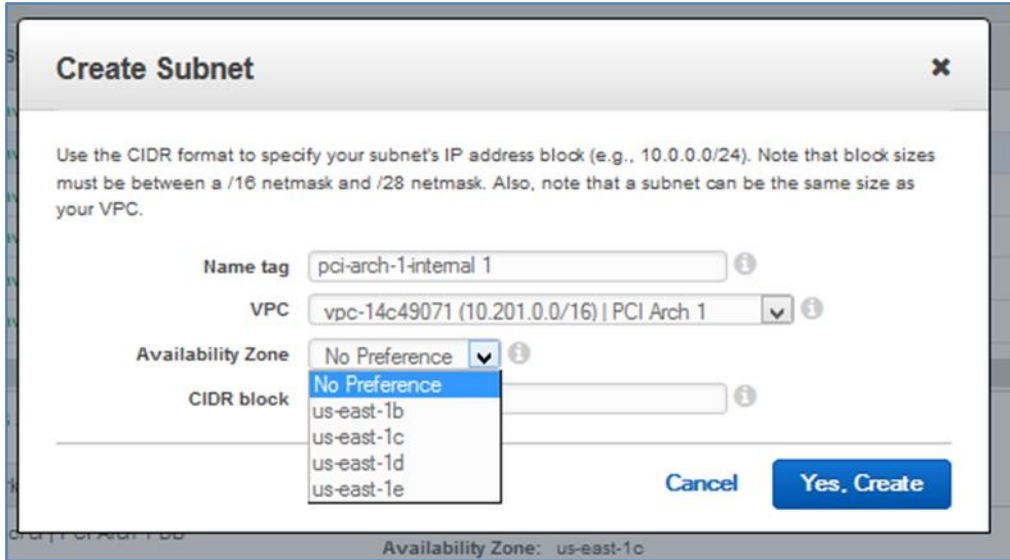 Create Subnet
Use the CIDR format to specify your subnet's IP address block (e.g., 10.0.0.0/24). Note that block sizes
must be between a /16 netmask and /28 netmask. Also, note that a subnet can be the same size as
your VPC.
Name tag pci-arch-1-internal 1
VPC vpc-14c49071 (10.201.0.0/16) | PCI Arch 1
Availability Zone No Preference
No Preference
CIDR block
us-east-1b
us-east-1c
us-east-1d
us-east-1e
Cancel Yes, Create
Availability Zone: us-east-1c